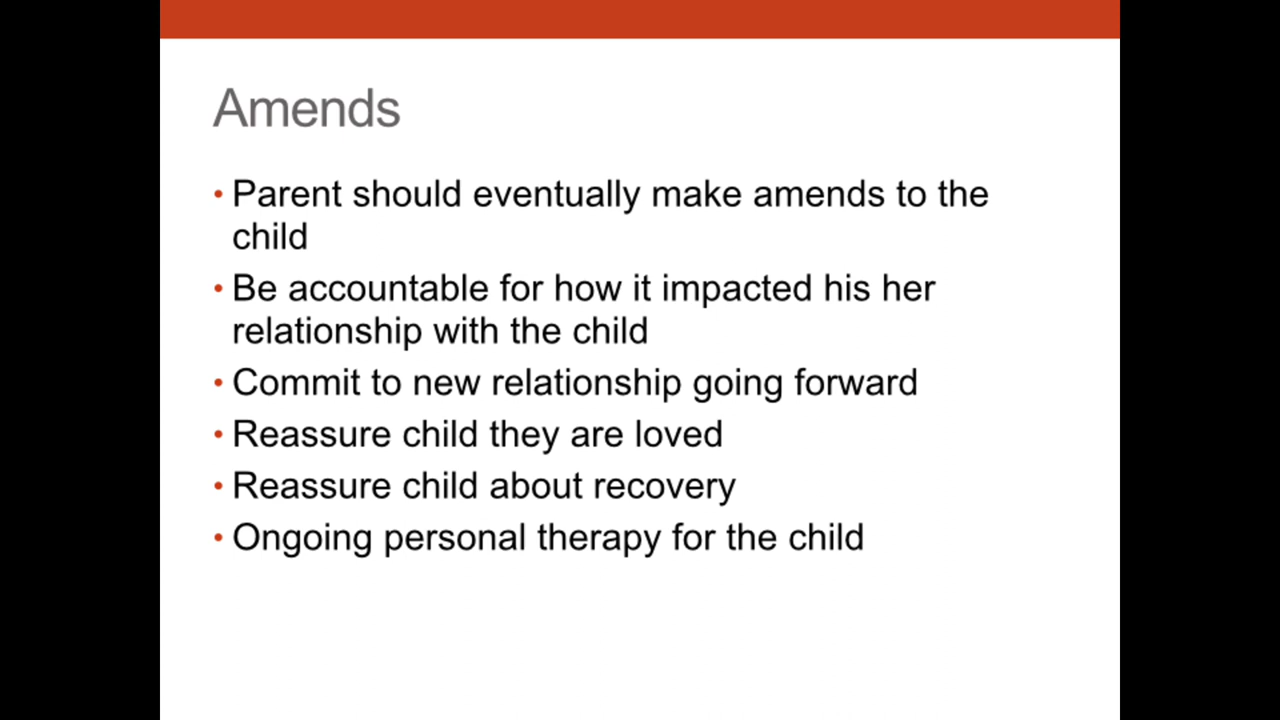 Amends
• Parent should eventually make amends to the
child
• Be accountable for how it impacted his her
relationship with the child
• Commit to new relationship going forward
• Reassure child they are loved
• Reassure child about recovery
• Ongoing personal therapy for the child